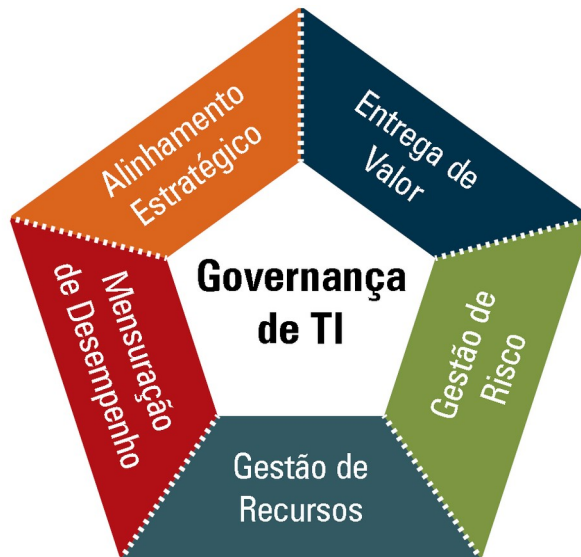 Alinhamento
Estratégico
Entrega de
Valor
Governança
de TI
Mensuração
de Desempenho
Gestão de
Risco
Gestão de
Recursos